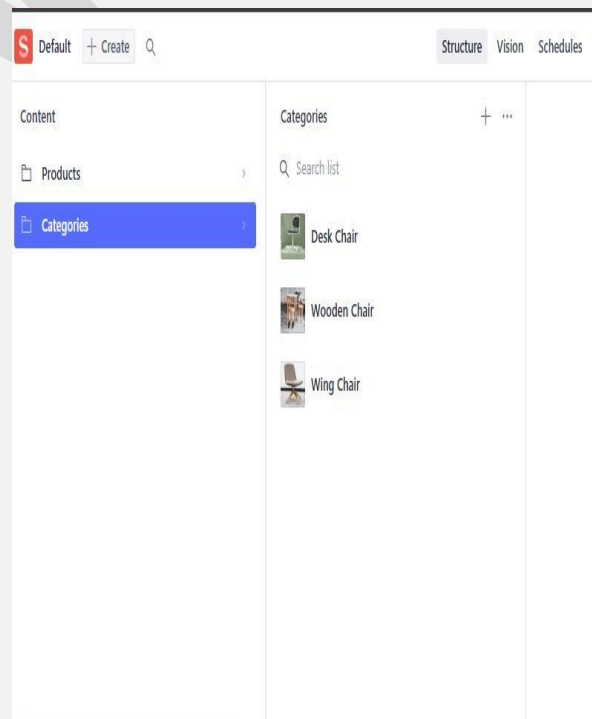 S Default + Create Structure Vision Schedules
Content
Products
Categories
Categories + ...
Search list
Desk Chair
Wooden Chair
Wing Chair